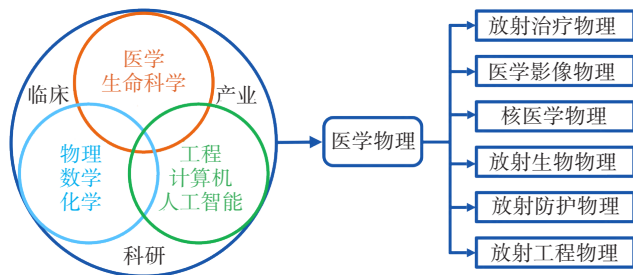 医学
生命科学
临床
产业
物理
数学
化学
工程
计算机
人工智能
科研
医学物理
放射治疗物理
医学影像物理
核医学物理
放射生物物理
放射防护物理
放射工程物理